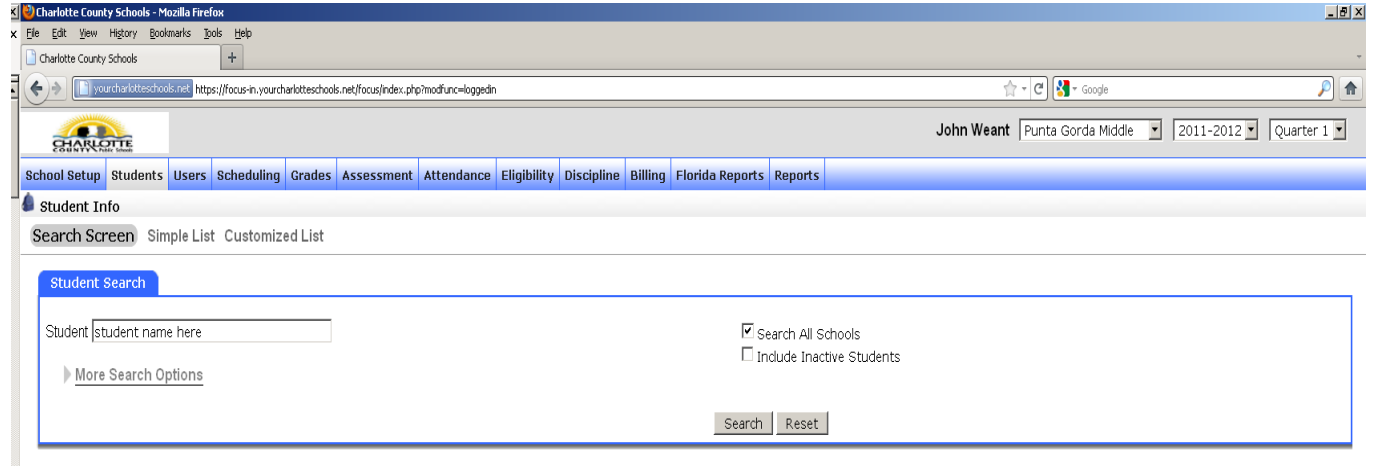 Charlotte County Schools - Mozilla Firefox
File Edit View History Bookmarks Tools Help
Charlotte County Schools +
yourcharlotteschools.net https://focus-in.yourcharlotteschools.net/focus/index.php?modfunc=loggedin Google
CHARLOTTE
COUNTY Public Schools
John Weant Punta Gorda Middle 2011-2012 Quarter 1
School Setup Students Users Scheduling Grades Assessment Attendance Eligibility Discipline Billing Florida Reports Reports
Student Info
Search Screen Simple List Customized List
Student Search
Student student name here
Search All Schools
Include Inactive Students
More Search Options
Search Reset